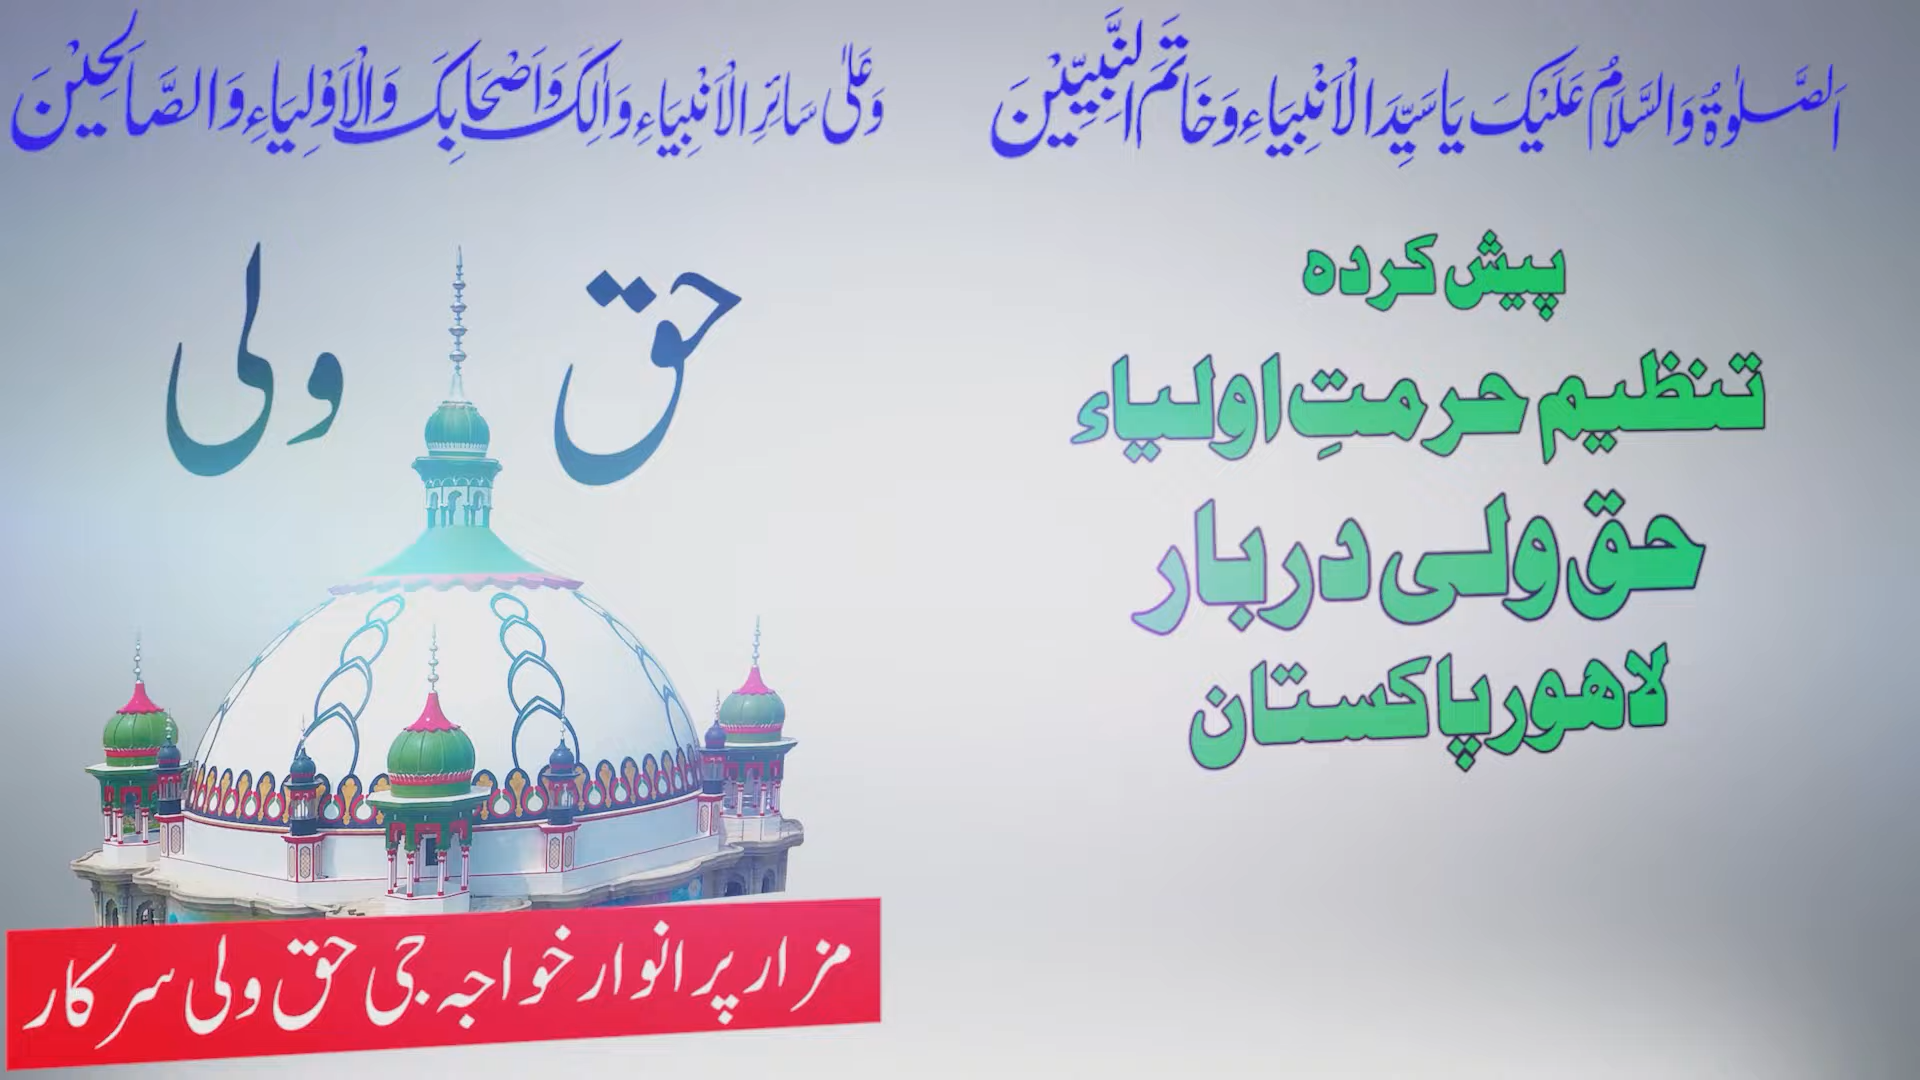 اَلصَّلٰوۃُ وَالسَّلَامُ عَلَیْکَ یَا سَیِّدَ الْاَنْبِیَاءِ وَخَاتَمَ النَّبِیِّیْنَ
وَعَلٰی سَائِرِ الْاَنْبِیَاءِ وَاٰلِکَ وَاَصْحَابِکَ وَالْاَوْلِیَاءِ وَالصَّالِحِیْنَ
پیش کردہ
تنظیم حرمتِ اولیاء
حق ولی دربار
لاهور پاکستان
حق ولی
مزار پر انوار خواجہ جی حق ولی سرکار